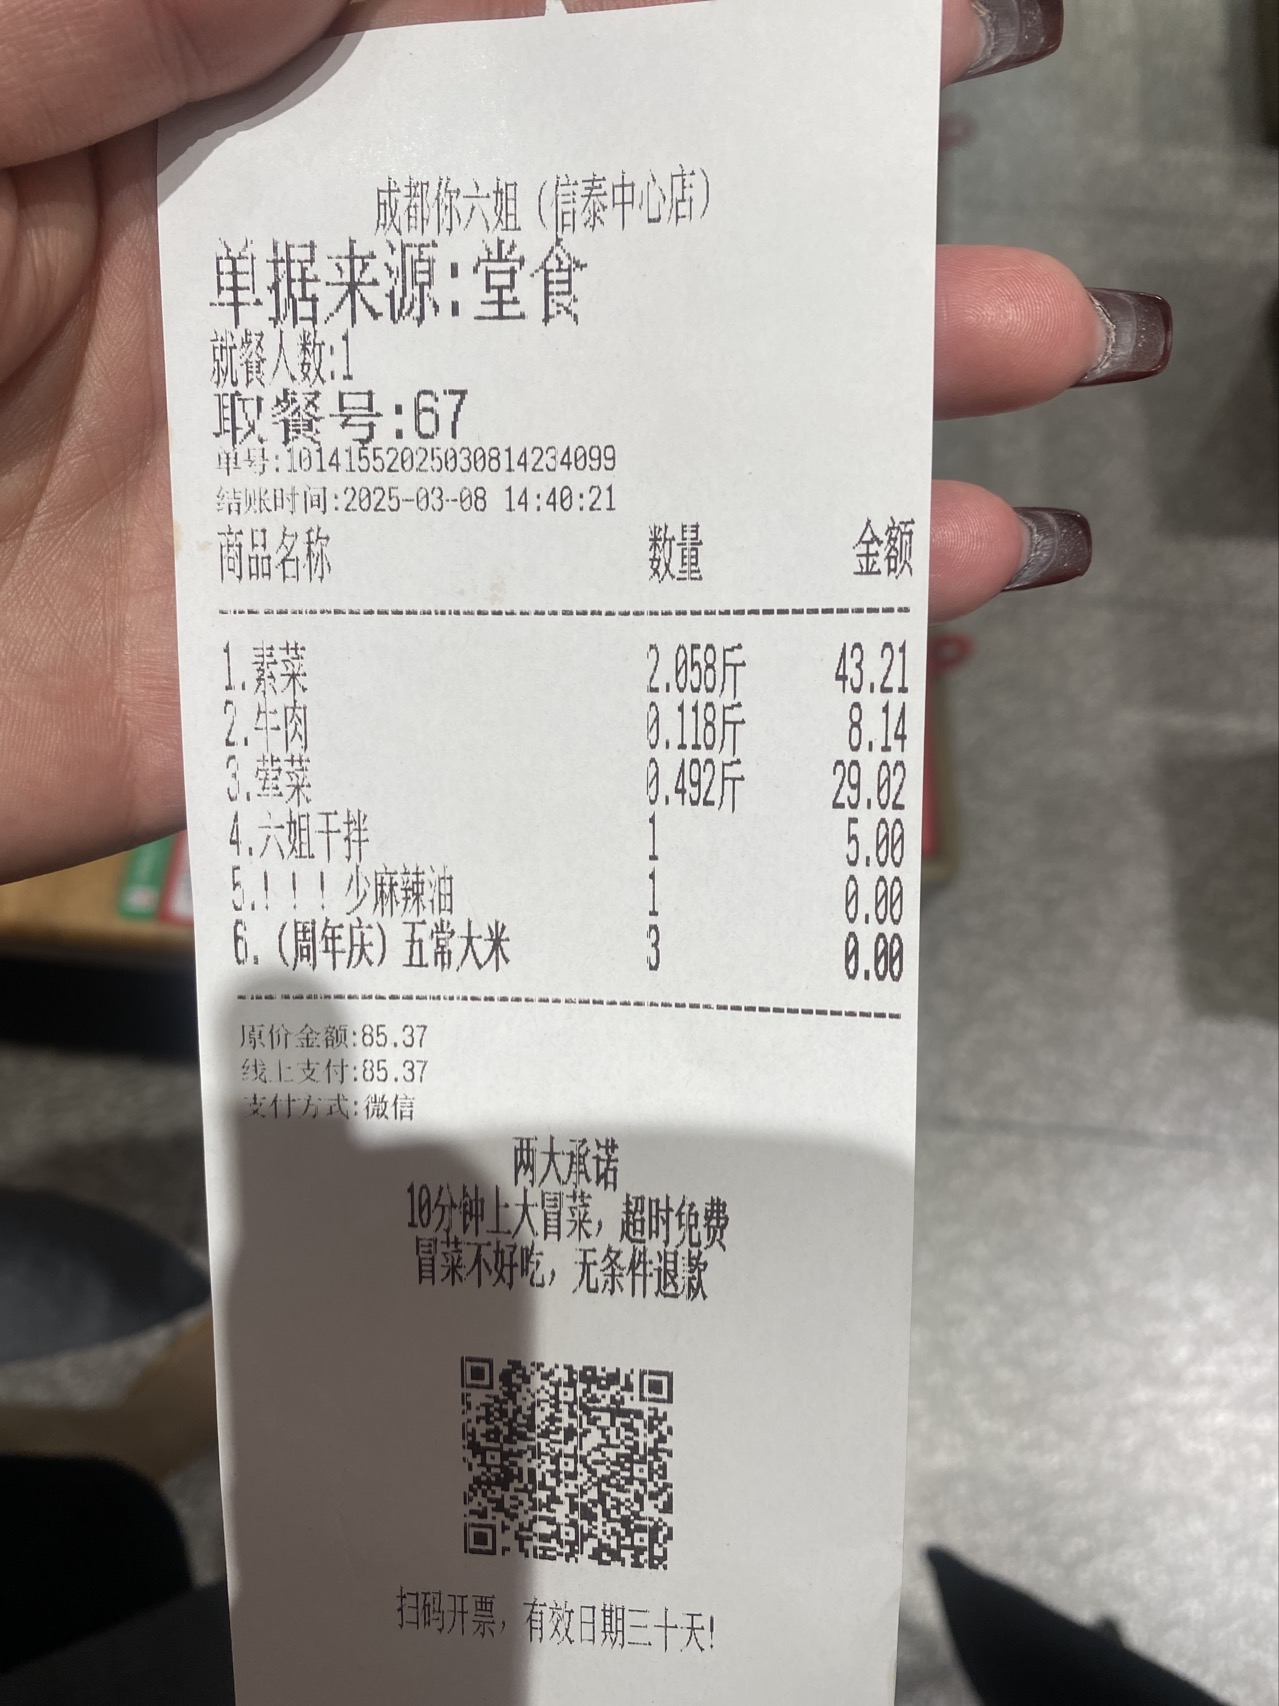 成都你六姐（信泰中心店）
单据来源:堂食
就餐人数:1
取餐号:67
单号:10141552025030814234099
结账时间:2025-03-08 14:40:21
商品名称 数量 金额
1.素菜 2.058斤 43.21
2.牛肉 0.118斤 8.14
3.荤菜 0.492斤 29.02
4.六姐干拌 1 5.00
5.！！！少麻辣油 1 0.00
6.（周年庆）五常大米 3 0.00
原价金额:85.37
线上支付:85.37
支付方式:微信
两大承诺
10分钟上大冒菜，超时免费
冒菜不好吃，无条件退款
扫码开票，有效日期三十天!